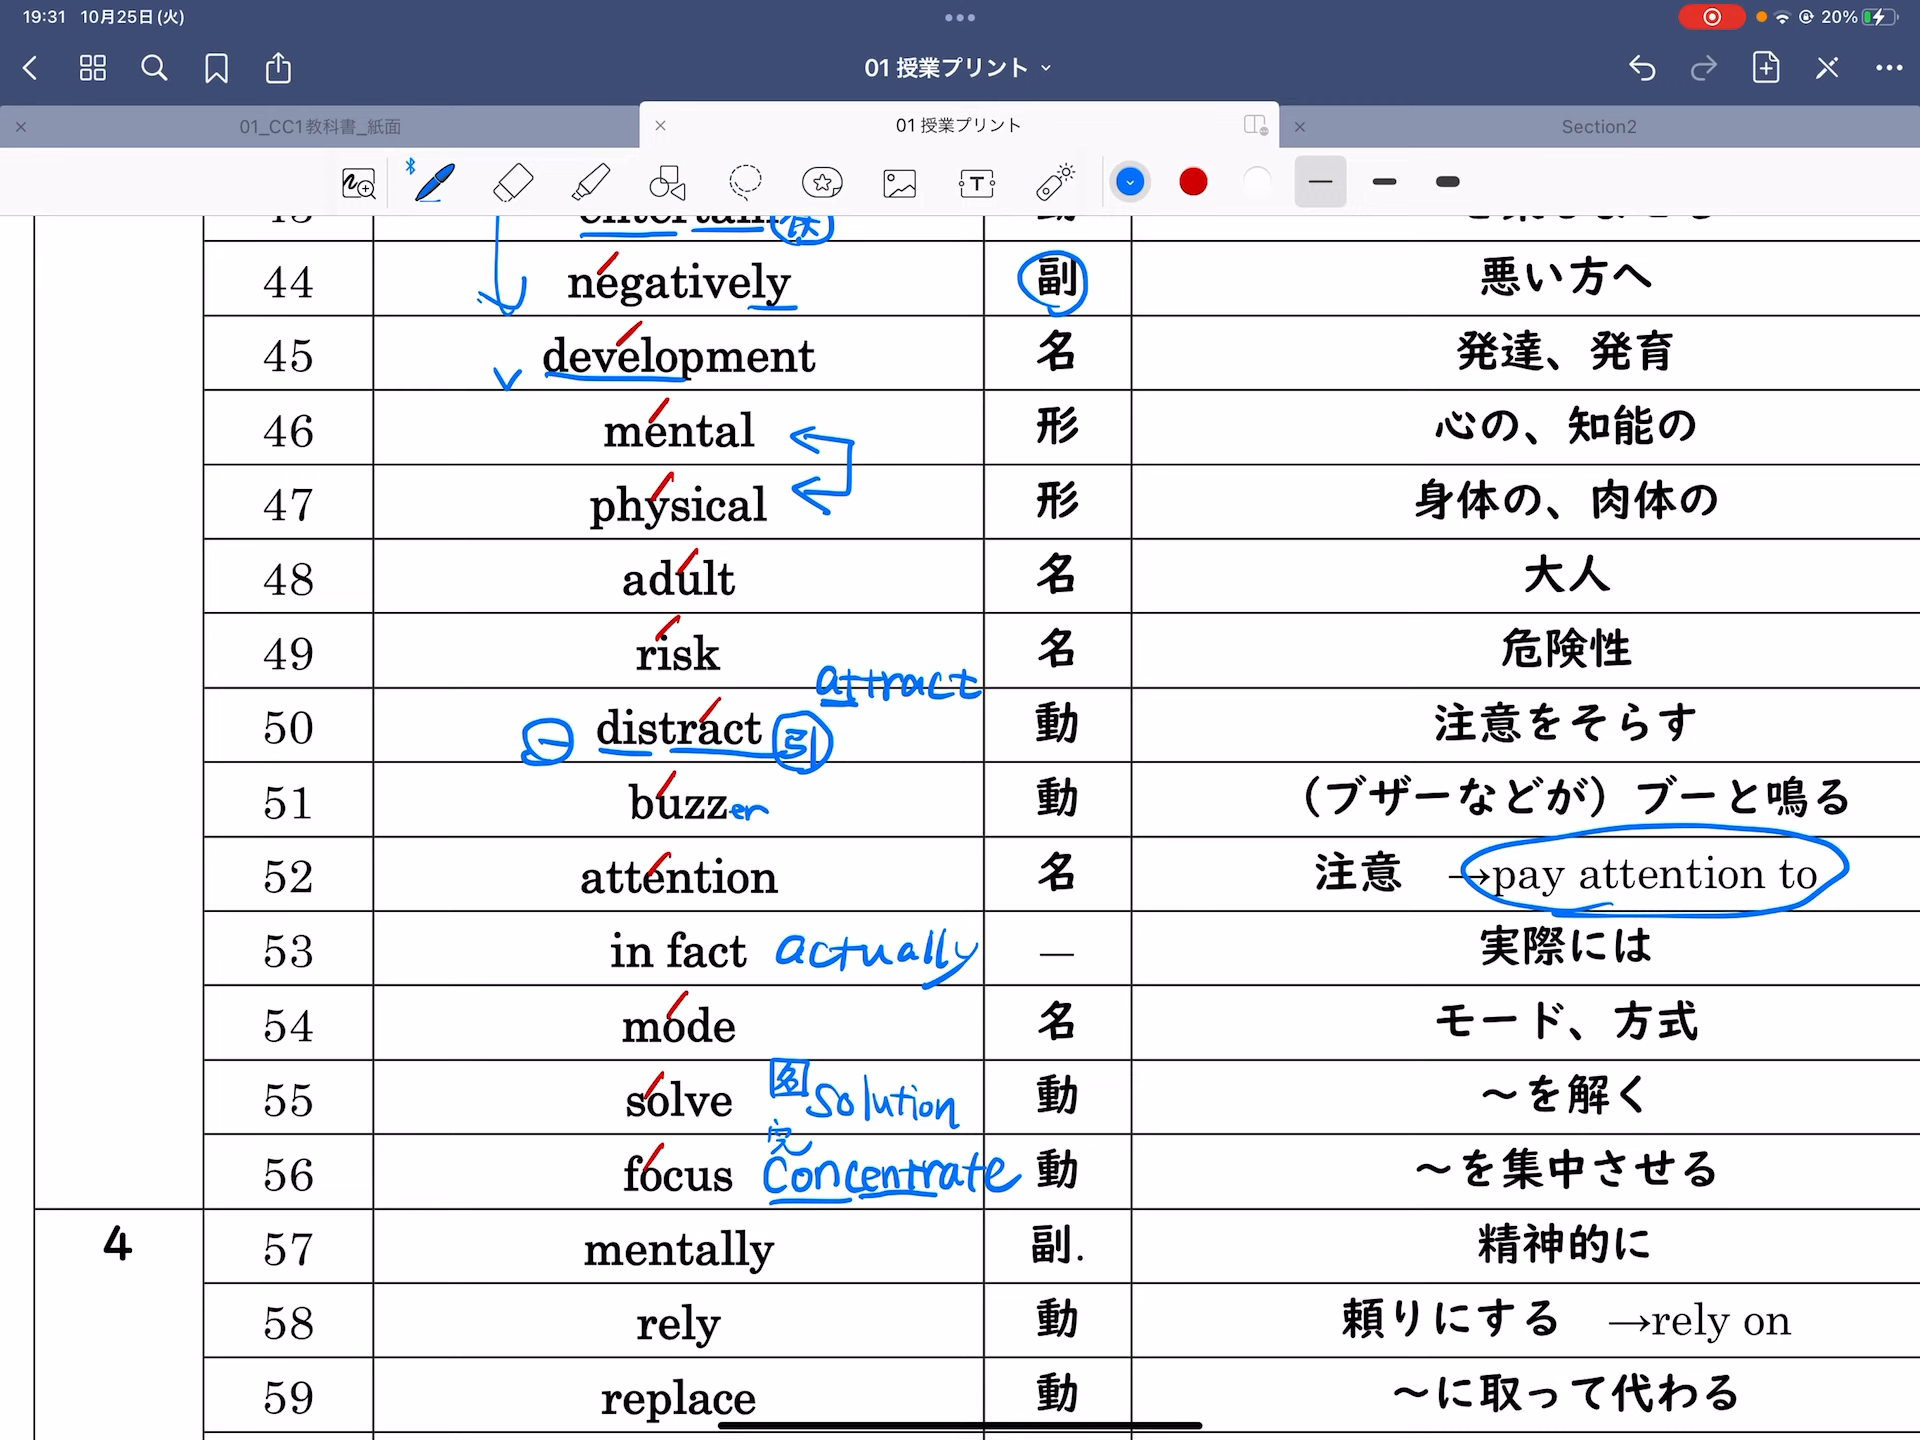 19:31 10月25日(火) 20%
01 授業プリント
01_CC1教科書_紙面 01 授業プリント Section2
44 negatively 副 悪い方へ
45 development 名 発達、発育
46 mental 形 心の、知能の
47 physical 形 身体の、肉体の
48 adult 名 大人
49 risk 名 危険性
attract
50 distract 引 動 注意をそらす
51 buzzer 動 （ブザーなどが）ブーと鳴る
52 attention 名 注意 →pay attention to
53 in fact actually — 実際には
54 mode 名 モード、方式
55 solve 名 solution 動 〜を解く
完
56 focus concentrate 動 〜を集中させる
4 57 mentally 副. 精神的に
58 rely 動 頼りにする →rely on
59 replace 動 〜に取って代わる